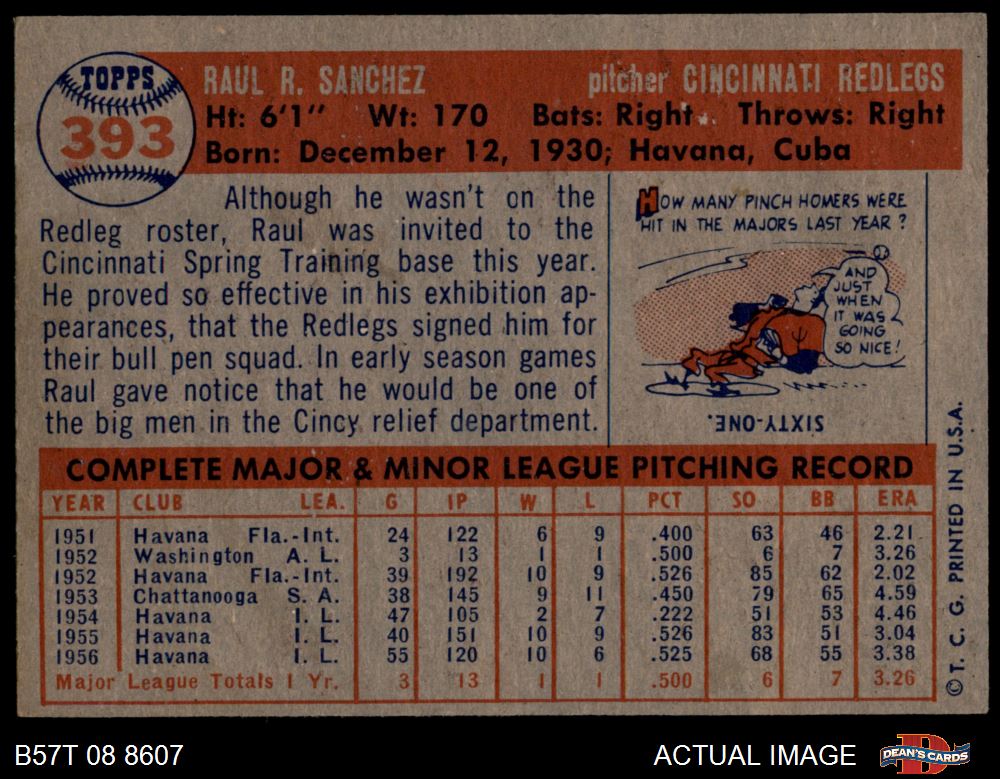 TOPPS
393
RAUL R. SANCHEZ pitcher CINCINNATI REDLEGS
Ht: 6'1" Wt: 170 Bats: Right Throws: Right
Born: December 12, 1930; Havana, Cuba
Although he wasn't on the
Redleg roster, Raul was invited to the
Cincinnati Spring Training base this year.
He proved so effective in his exhibition ap-
pearances, that the Redlegs signed him for
their bull pen squad. In early season games
Raul gave notice that he would be one of
the big men in the Cincy relief department.
HOW MANY PINCH HOMERS WERE
HIT IN THE MAJORS LAST YEAR?
AND
JUST
WHEN
IT WAS
GOING
SO NICE!
SIXTY-ONE.
COMPLETE MAJOR & MINOR LEAGUE PITCHING RECORD
YEAR CLUB LEA. G IP W L PCT SO BB ERA
1951 Havana Fla.-Int. 24 122 6 9 .400 63 46 2.21
1952 Washington A. L. 3 13 1 1 .500 6 7 3.26
1952 Havana Fla.-Int. 39 192 10 9 .526 85 62 2.02
1953 Chattanooga S. A. 38 145 9 11 .450 79 65 4.59
1954 Havana I. L. 47 105 2 7 .222 51 53 4.46
1955 Havana I. L. 40 151 10 9 .526 83 51 3.04
1956 Havana I. L. 55 120 10 6 .525 68 55 3.38
Major League Totals 1 Yr. 3 13 1 1 .500 6 7 3.26
© T. C. G. PRINTED IN U.S.A.
B57T 08 8607 ACTUAL IMAGE DEAN'S CARDS